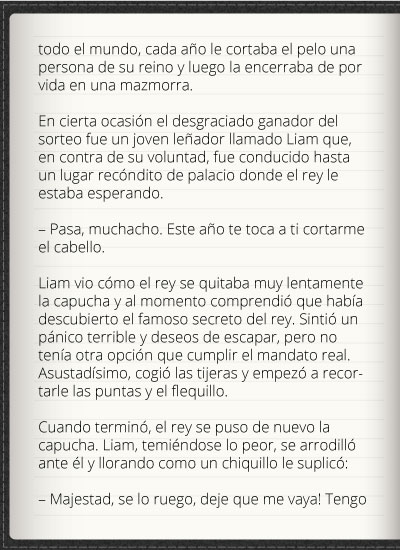 todo el mundo, cada año le cortaba el pelo una
persona de su reino y luego la encerraba de por
vida en una mazmorra.
En cierta ocasión el desgraciado ganador del
sorteo fue un joven leñador llamado Liam que,
en contra de su voluntad, fue conducido hasta
un lugar recóndito de palacio donde el rey le
estaba esperando.
– Pasa, muchacho. Este año te toca a ti cortarme
el cabello.
Liam vio cómo el rey se quitaba muy lentamente
la capucha y al momento comprendió que había
descubierto el famoso secreto del rey. Sintió un
pánico terrible y deseos de escapar, pero no
tenía otra opción que cumplir el mandato real.
Asustadísimo, cogió las tijeras y empezó a recor-
tarle las puntas y el flequillo.
Cuando terminó, el rey se puso de nuevo la
capucha. Liam, temiéndose lo peor, se arrodilló
ante él y llorando como un chiquillo le suplicó:
– Majestad, se lo ruego, deje que me vaya! Tengo